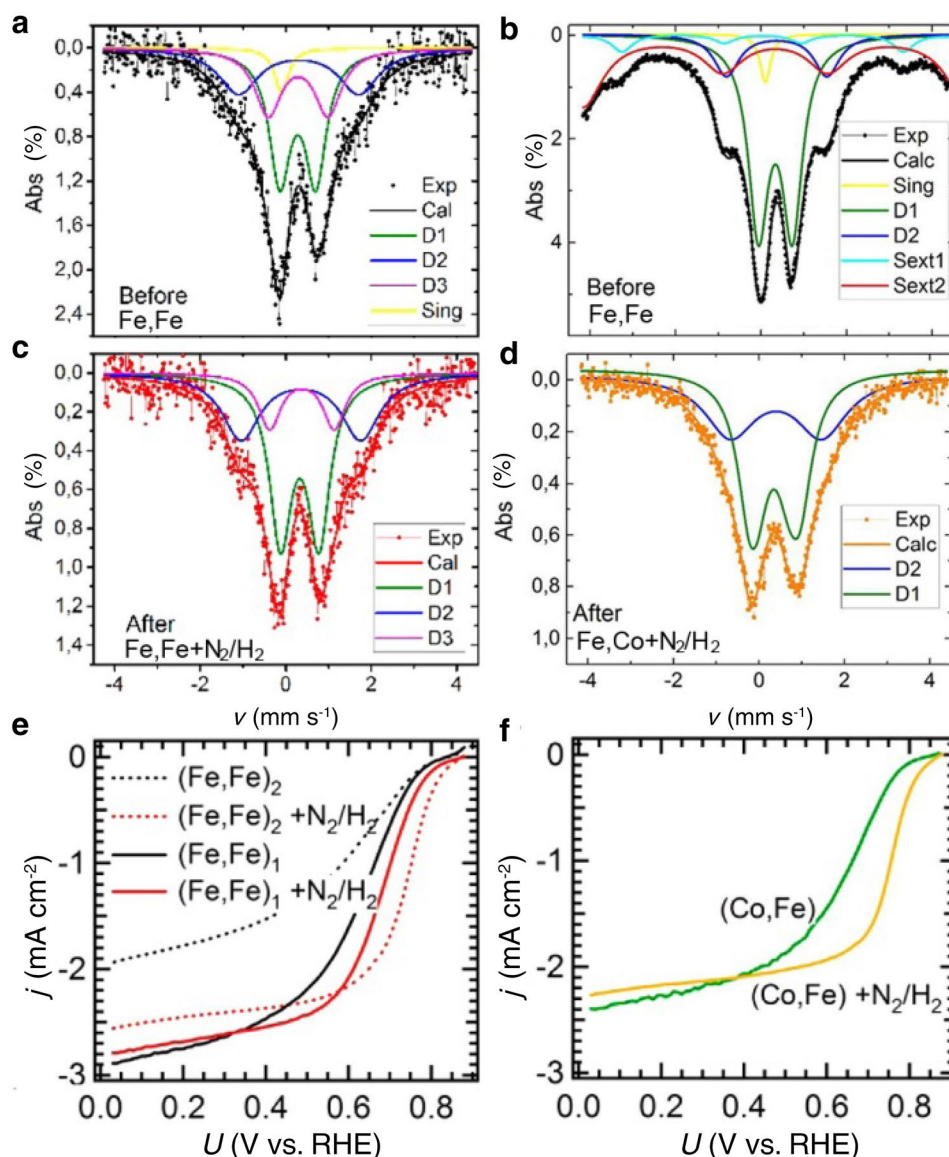 a
0,0
0,4
0,8
1,2
1,6
2,0
2,4
Abs (%)
Exp
Cal
D1
D2
D3
Sing
Before
Fe,Fe
b
0
2
4
Abs (%)
Exp
Calc
Sing
D1
D2
Sext1
Sext2
Before
Fe,Fe
c
0,0
0,2
0,4
0,6
0,8
1,0
1,2
1,4
Abs (%)
Exp
Cal
D1
D2
D3
After
Fe,Fe+N₂/H₂
-4 -2 0 2 4
v (mm s⁻¹)
d
0,0
0,2
0,4
0,6
0,8
1,0
Abs (%)
Exp
Calc
D2
D1
After
Fe,Co+N₂/H₂
-4 -2 0 2 4
v (mm s⁻¹)
e
0
-1
-2
-3
j (mA cm⁻²)
(Fe,Fe)₂
(Fe,Fe)₂ +N₂/H₂
(Fe,Fe)₁
(Fe,Fe)₁ +N₂/H₂
0.0 0.2 0.4 0.6 0.8
U (V vs. RHE)
f
0
-1
-2
-3
j (mA cm⁻²)
(Co,Fe)
(Co,Fe) +N₂/H₂
0.0 0.2 0.4 0.6 0.8
U (V vs. RHE)